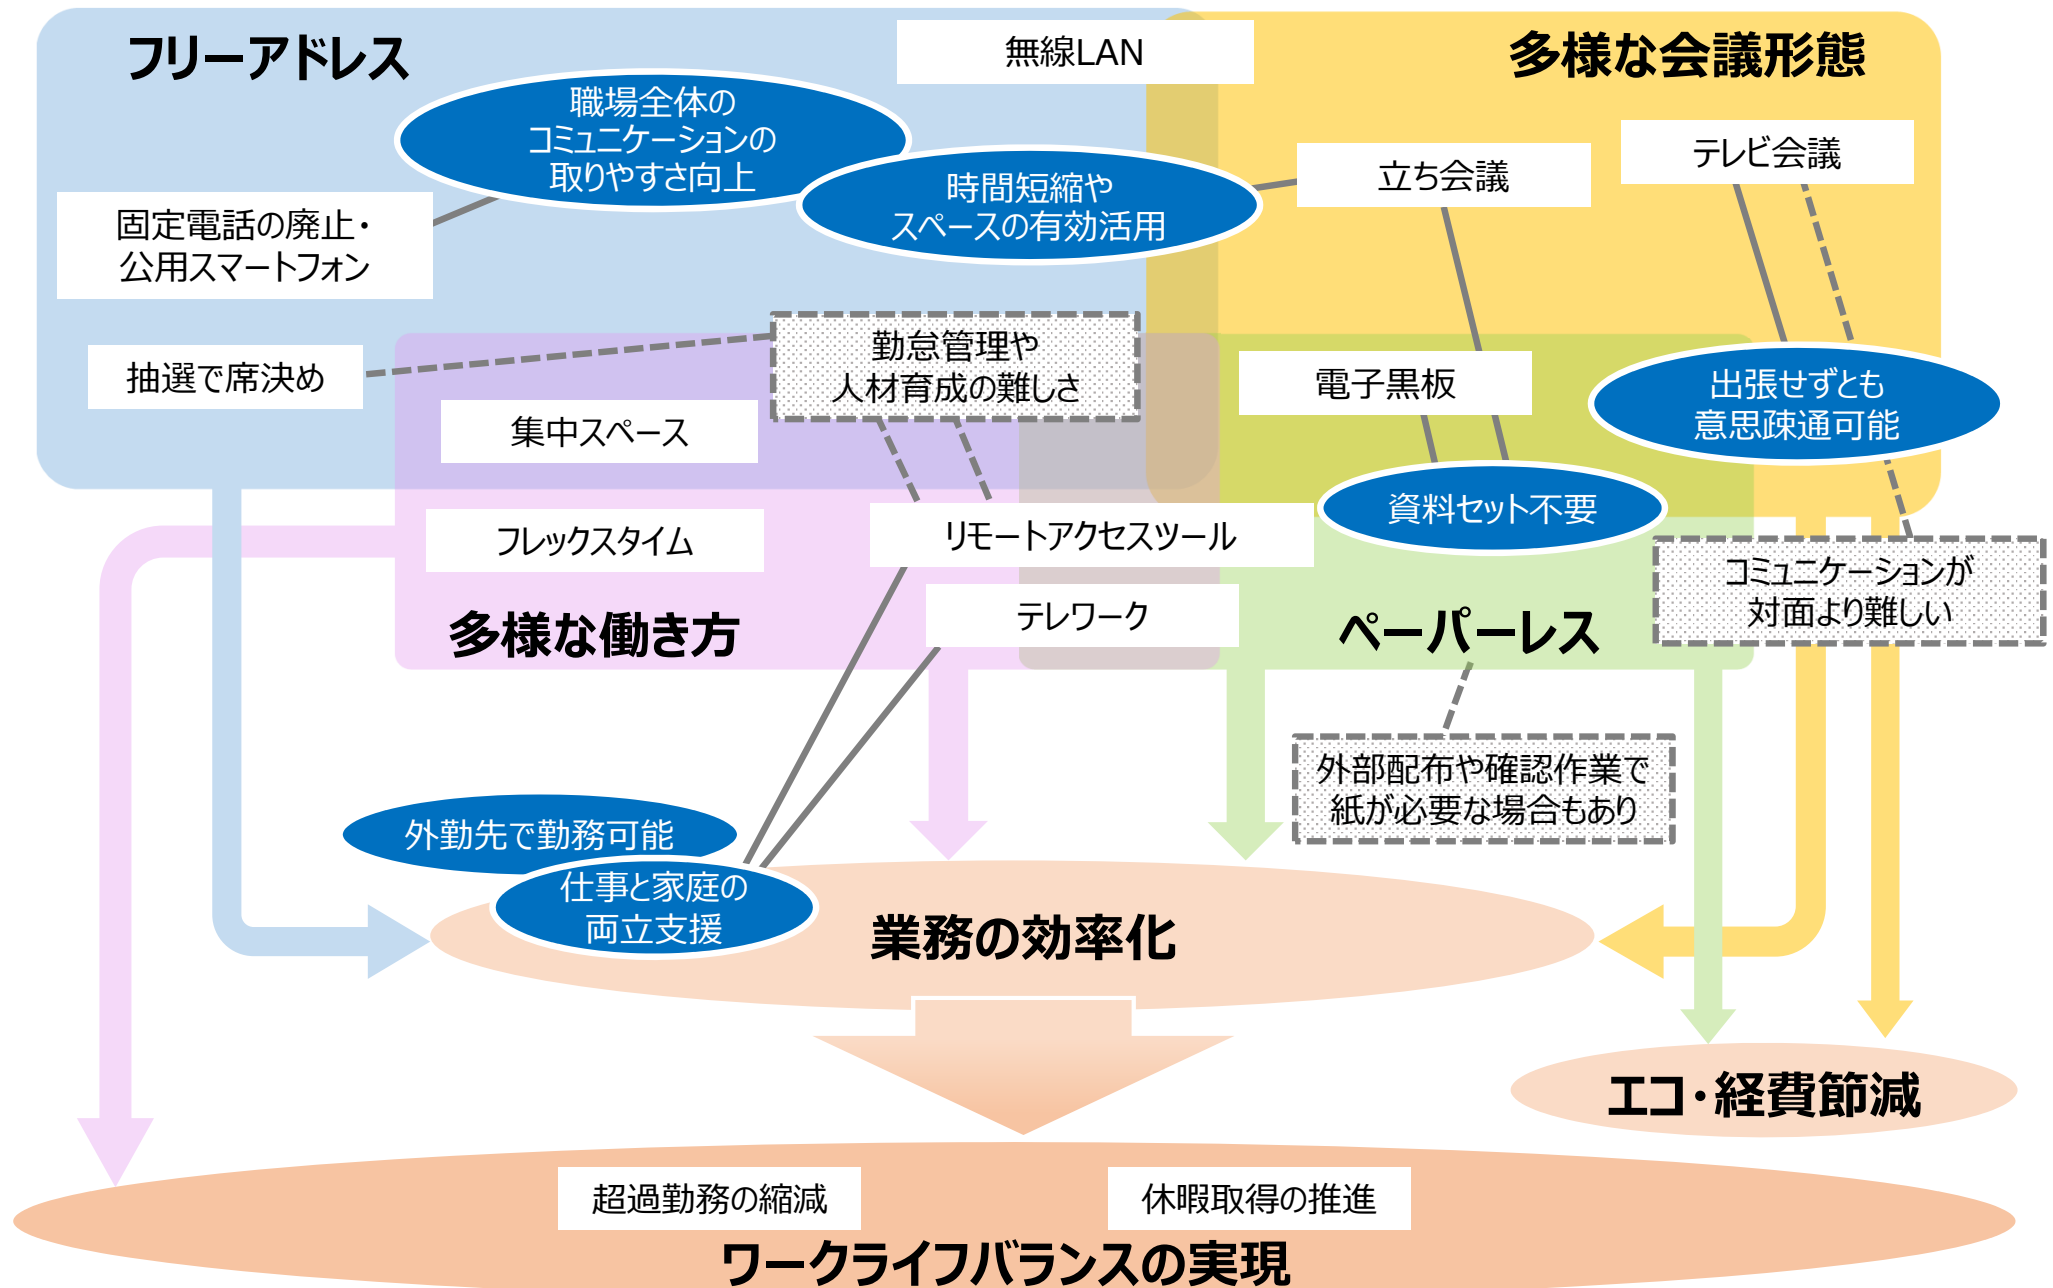 フリーアドレス
無線LAN
多様な会議形態
職場全体の
コミュニケーションの
取りやすさ向上
時間短縮や
スペースの有効活用
立ち会議
テレビ会議
固定電話の廃止・
公用スマートフォン
抽選で席決め
勤怠管理や
人材育成の難しさ
電子黒板
出張せずとも
意思疎通可能
集中スペース
資料セット不要
フレックスタイム
リモートアクセスツール
テレワーク
コミュニケーションが
対面より難しい
多様な働き方
ペーパーレス
外部配布や確認作業で
紙が必要な場合もあり
外勤先で勤務可能
仕事と家庭の
両立支援
業務の効率化
エコ・経費節減
超過勤務の縮減
休暇取得の推進
ワークライフバランスの実現